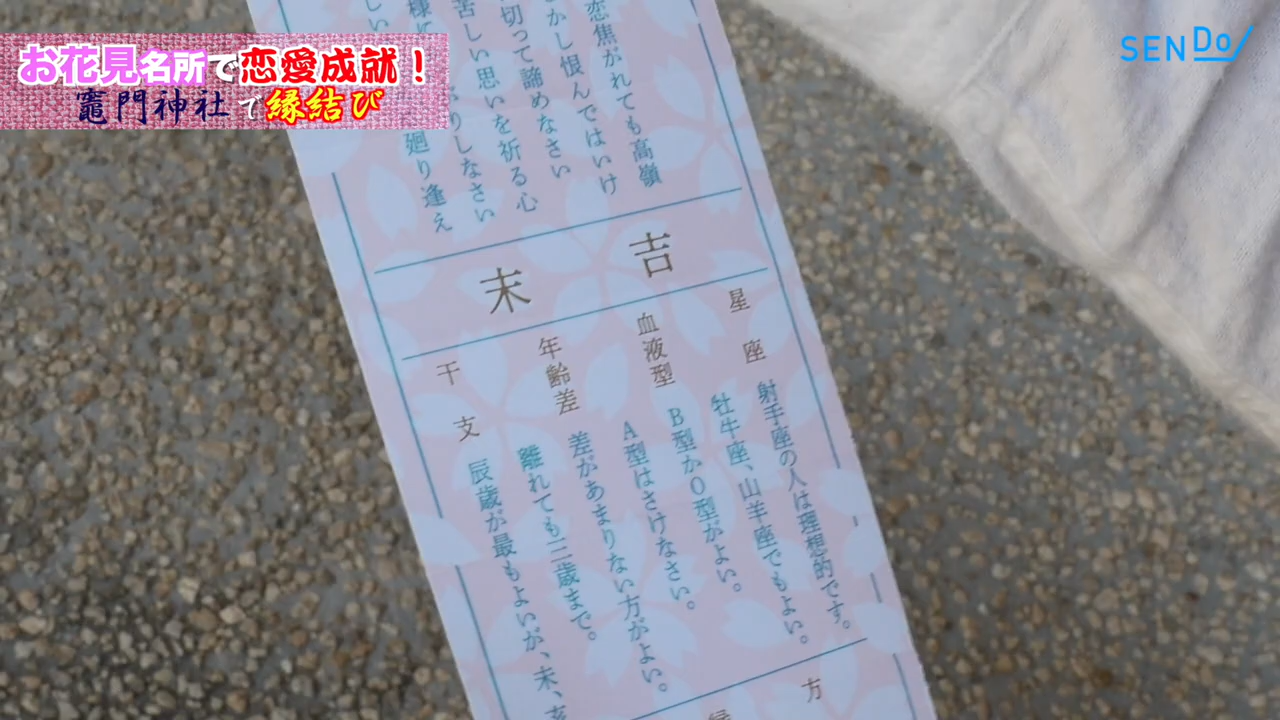 お花見名所で恋愛成就！
竈門神社で縁結び
SENDO
恋焦がれても高嶺
かし恨んではいけ
切って諦めなさい
苦しい思いを祈る心
りしなさい
廻り逢え
吉
末
星座
射手座の人は理想的です。
牡牛座、山羊座でもよい。
血液型
B型かO型がよい。
A型はさけなさい。
年齢差
差があまりない方がよい。
離れても三歳まで。
干支
辰歳が最もよいが、未、亥
方